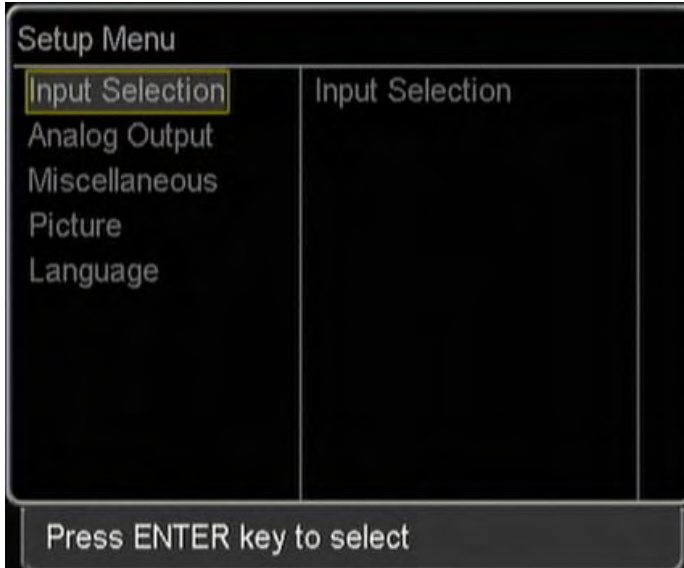 Setup Menu
Input Selection
Analog Output
Miscellaneous
Picture
Language
Input Selection
Press ENTER key to select